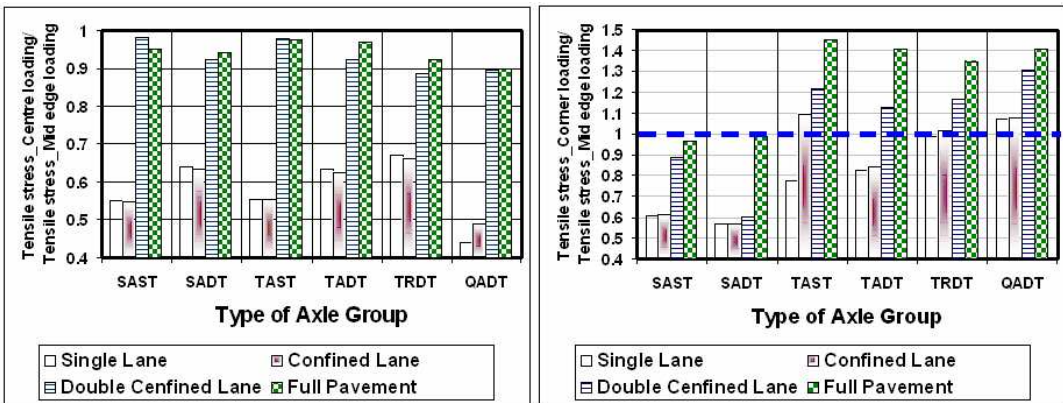 Tensile stress_Centre loading/
Tensile stress_Mid edge loading/
1
0.9
0.8
0.7
0.6
0.5
0.4
SAST SADT TAST TADT TRDT QADT
Type of Axle Group
Single Lane Confined Lane
Double Cenfined Lane Full Pavement
Tensile stress_Corner loading/
Tensile stress_Mid edge loading/
1.5
1.4
1.3
1.2
1.1
1
0.9
0.8
0.7
0.6
0.5
0.4
SAST SADT TAST TADT TRDT QADT
Type of Axle Group
Single Lane Confined Lane
Double Cenfined Lane Full Pavement